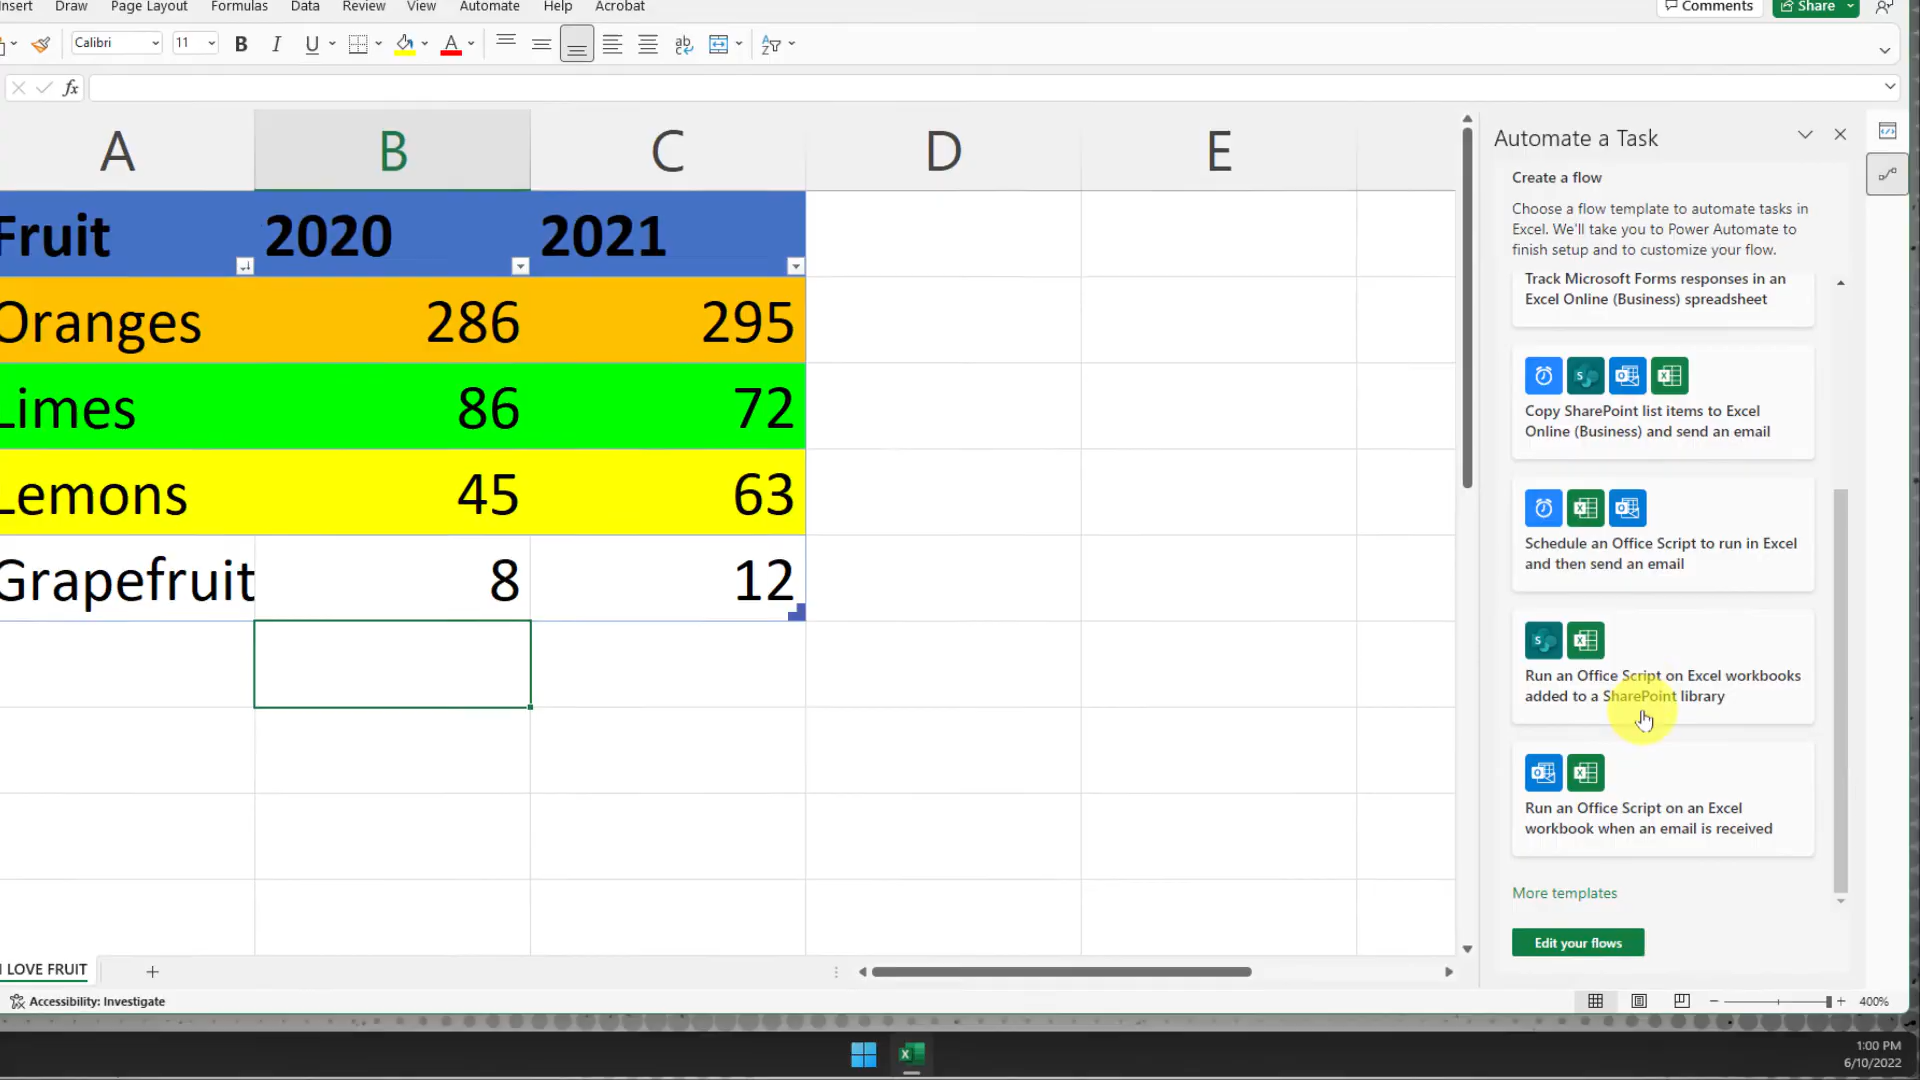 Insert Draw Page Layout Formulas Data Review View Automate Help Acrobat Comments Share
Calibri 11 B I U A ab
fx
A B C D E
Fruit 2020 2021
Oranges 286 295
Limes 86 72
Lemons 45 63
Grapefruit 8 12
Automate a Task
Create a flow
Choose a flow template to automate tasks in
Excel. We'll take you to Power Automate to
finish setup and to customize your flow.
Track Microsoft Forms responses in an
Excel Online (Business) spreadsheet
Copy SharePoint list items to Excel
Online (Business) and send an email
Schedule an Office Script to run in Excel
and then send an email
Run an Office Script on Excel workbooks
added to a SharePoint library
Run an Office Script on an Excel
workbook when an email is received
More templates
Edit your flows
I LOVE FRUIT
Accessibility: Investigate
400%
1:00 PM
6/10/2022